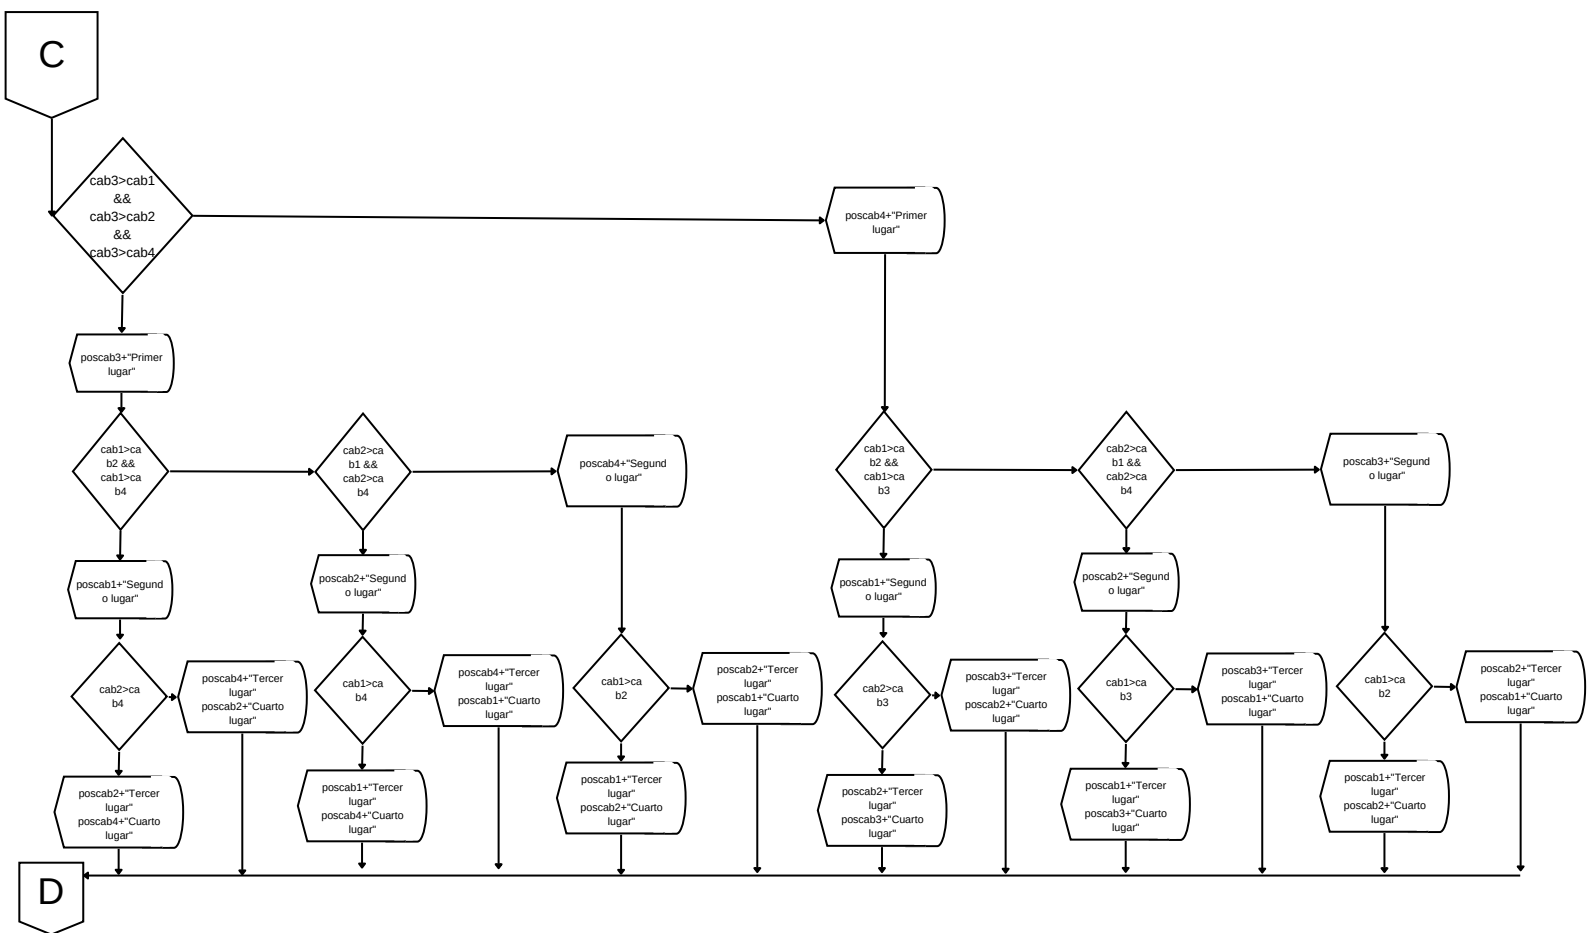 C
cab3>cab1
&&
cab3>cab2
&&
cab3>cab4
poscab4+"Primer
lugar"
poscab3+"Primer
lugar"
cab1>ca
b2 &&
cab1>ca
b4
cab2>ca
b1 &&
cab2>ca
b4
poscab4+"Segund
o lugar"
cab1>ca
b2 &&
cab1>ca
b3
cab2>ca
b1 &&
cab2>ca
b4
poscab3+"Segund
o lugar"
poscab1+"Segund
o lugar"
poscab2+"Segund
o lugar"
poscab1+"Segund
o lugar"
poscab2+"Segund
o lugar"
cab2>ca
b4
poscab4+"Tercer
lugar"
poscab2+"Cuarto
lugar"
cab1>ca
b4
poscab4+"Tercer
lugar"
poscab1+"Cuarto
lugar"
cab1>ca
b2
poscab2+"Tercer
lugar"
poscab1+"Cuarto
lugar"
cab2>ca
b3
poscab3+"Tercer
lugar"
poscab2+"Cuarto
lugar"
cab1>ca
b3
poscab3+"Tercer
lugar"
poscab1+"Cuarto
lugar"
cab1>ca
b2
poscab2+"Tercer
lugar"
poscab1+"Cuarto
lugar"
poscab2+"Tercer
lugar"
poscab4+"Cuarto
lugar"
poscab1+"Tercer
lugar"
poscab4+"Cuarto
lugar"
poscab1+"Tercer
lugar"
poscab2+"Cuarto
lugar"
poscab2+"Tercer
lugar"
poscab3+"Cuarto
lugar"
poscab1+"Tercer
lugar"
poscab3+"Cuarto
lugar"
poscab1+"Tercer
lugar"
poscab2+"Cuarto
lugar"
D